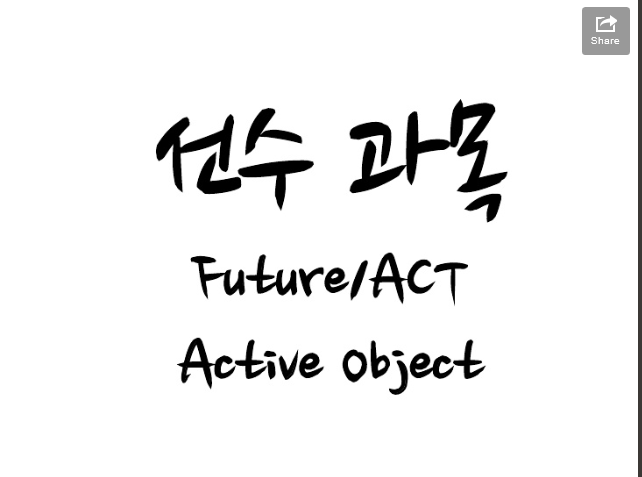 Share
선수 과목
Future/ACT
Active Object